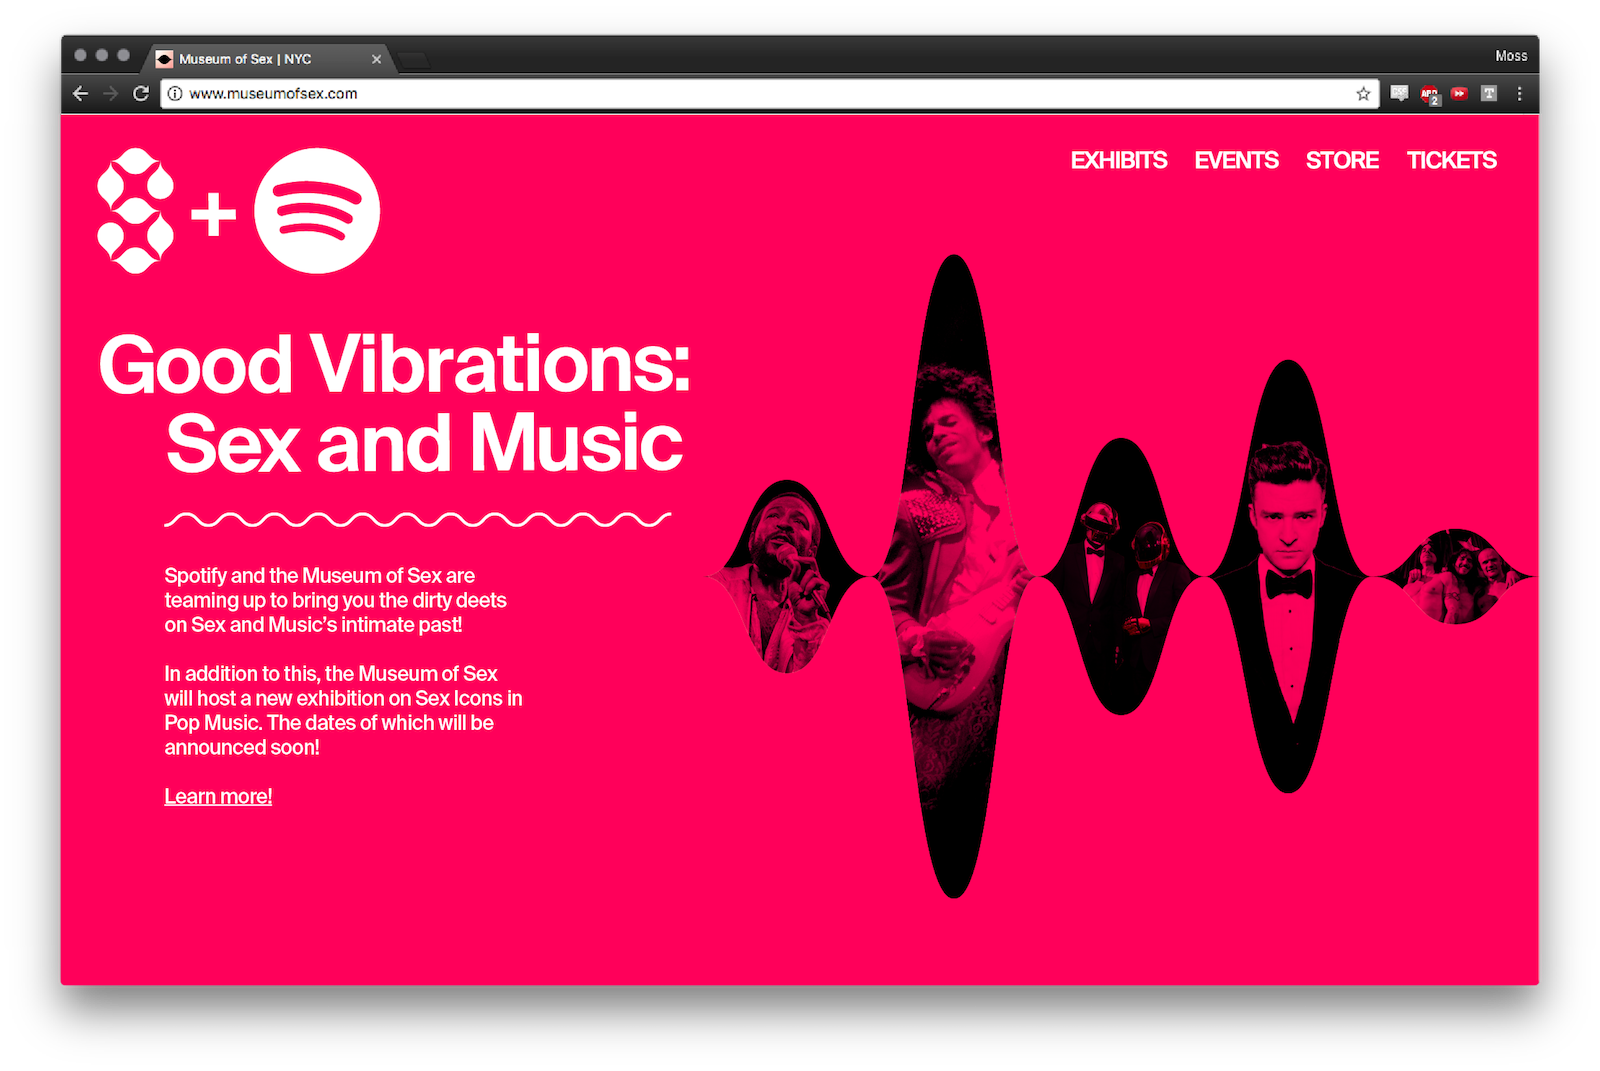 Museum of Sex | NYC
Moss
www.museumofsex.com
2
EXHIBITS EVENTS STORE TICKETS
Good Vibrations:
Sex and Music
Spotify and the Museum of Sex are
teaming up to bring you the dirty deets
on Sex and Music’s intimate past!
In addition to this, the Museum of Sex
will host a new exhibition on Sex Icons in
Pop Music. The dates of which will be
announced soon!
Learn more!